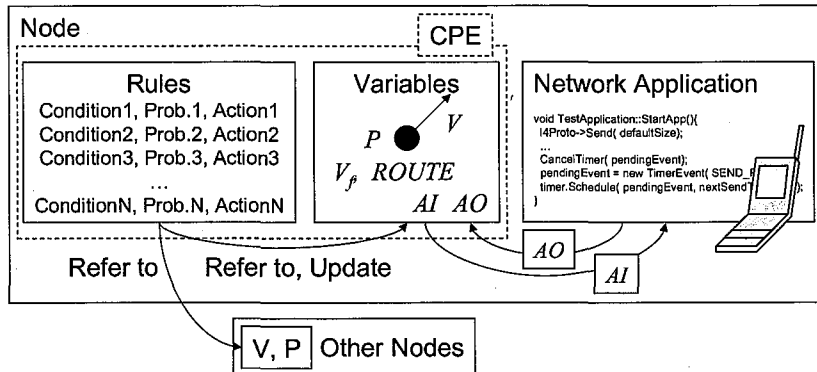 Node
CPE
Rules
Condition1, Prob.1, Action1
Condition2, Prob.2, Action2
Condition3, Prob.3, Action3
...
ConditionN, Prob.N, ActionN
Variables
P V
V_f, ROUTE
AI AO
Network Application
void TestApplication::StartApp(){
l4Proto->Send( defaultSize);
...
CancelTimer( pendingEvent);
pendingEvent = new TimerEvent( SEND_
timer.Schedule( pendingEvent, nextSend );
}
Refer to
Refer to, Update
AO
AI
V, P Other Nodes